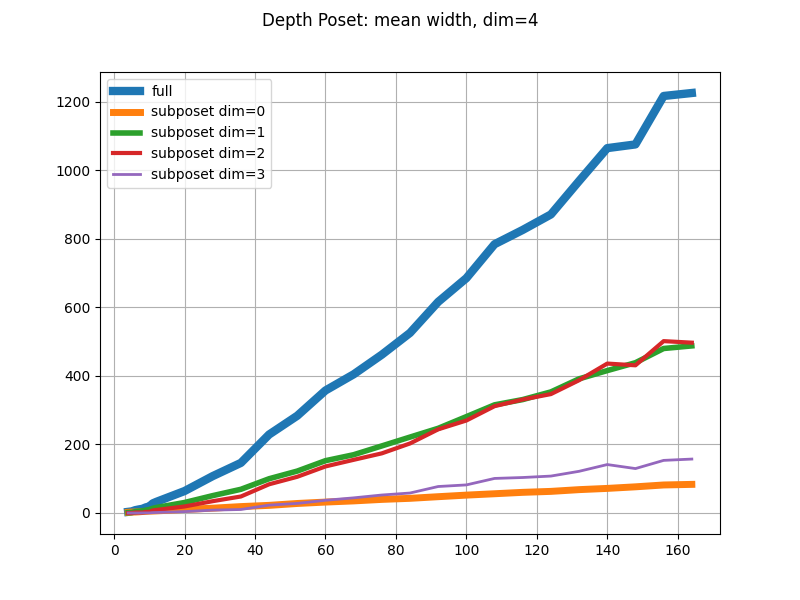 Depth Poset: mean width, dim=4
full
subposet dim=0
subposet dim=1
subposet dim=2
subposet dim=3
1200
1000
800
600
400
200
0
0 20 40 60 80 100 120 140 160